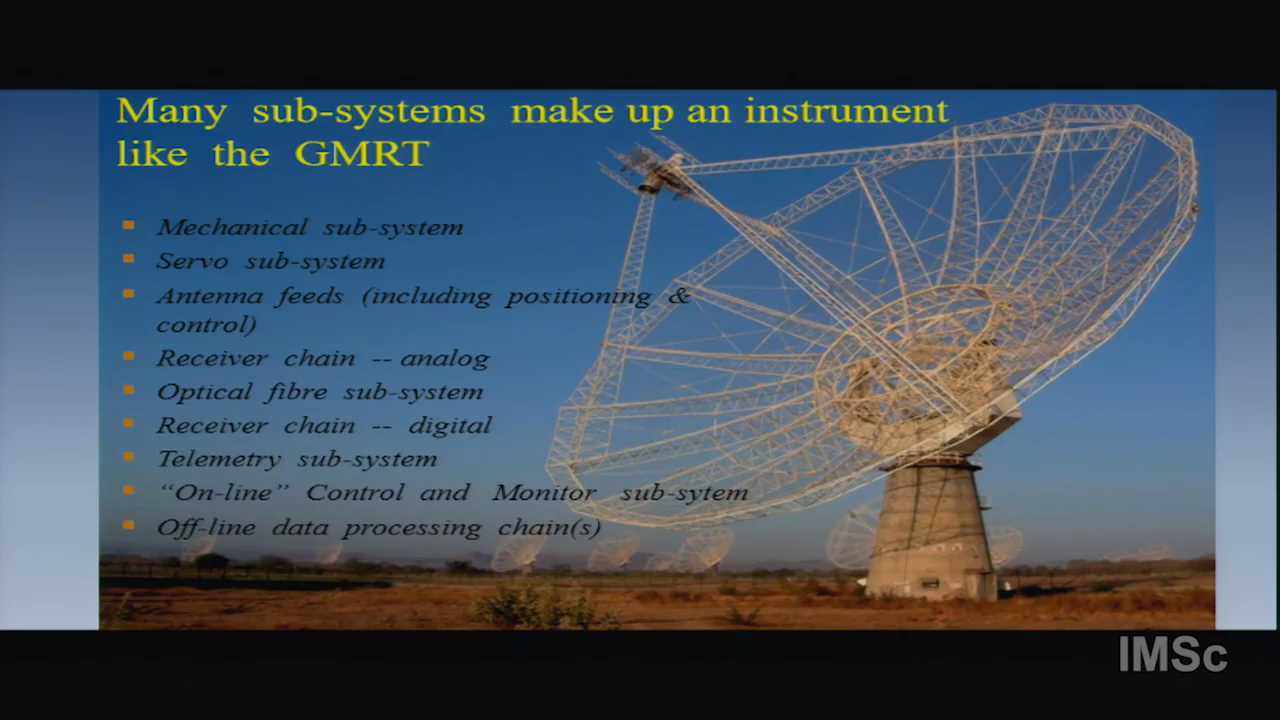 Many sub-systems make up an instrument
like the GMRT
Mechanical sub-system
Servo sub-system
Antenna feeds (including positioning &
control)
Receiver chain -- analog
Optical fibre sub-system
Receiver chain -- digital
Telemetry sub-system
“On-line” Control and Monitor sub-sytem
Off-line data processing chain(s)
IMSc